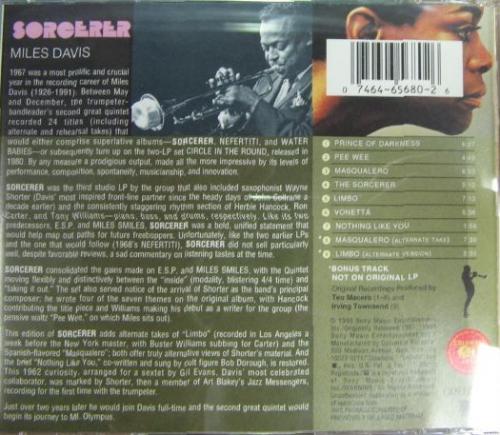 SORCERER
MILES DAVIS
1967 was a most prolific and crucial
year in the recording career of Miles
Davis (1926-1991). Between May
and December, the trumpeter-
bandleader's second great quintet
recorded 24 titles (including
alternate and rehearsal takes) that
would either comprise superlative albums—SORCERER, NEFERTITI, and WATER
BABIES—or subsequently turn up on the two-LP set CIRCLE IN THE ROUND, released in
1980. By any measure a prodigious output, made all the more impressive by its levels of
performance, composition, spontaneity, musicianship, and innovation.
SORCERER was the third studio LP by the group that also included saxophonist Wayne
Shorter (Davis' most inspired front-line partner since the heady days of John Coltrane a
decade earlier) and the consistently staggering rhythm section of Herbie Hancock, Ron
Carter, and Tony Williams—piano, bass, and drums, respectively. Like its two
predecessors, E.S.P. and MILES SMILES, SORCERER was a bold, unified statement that
would help map out paths for future freeboppers. Unfortunately, like the two earlier LPs
and the one that would follow (1968's NEFERTITI), SORCERER did not sell particularly
well, despite favorable reviews, a sad commentary on listening tastes at the time.
SORCERER consolidated the gains made on E.S.P. and MILES SMILES, with the Quintet
moving flexibly and distinctively between the "inside" (modality, blistering 4/4 time) and
"taking it out." The set also served notice of the arrival of Shorter as the band's principal
composer; he wrote four of the seven themes on the original album, with Hancock
contributing the title piece and Williams making his debut as a writer for the group (the
pensive waltz "Pee Wee", on which Miles sits out).
This edition of SORCERER adds alternate takes of "Limbo" (recorded in Los Angeles a
week before the New York master, with Buster Williams subbing for Carter) and the
Spanish-flavored "Masqualero"; both offer truly alternative views of Shorter's material. And
the brief "Nothing Like You," co-written and sung by cult figure Bob Dorough, is restored.
This 1962 curiosity, arranged for a sextet by Gil Evans, Davis' most celebrated
collaborator, was marked by Shorter, then a member of Art Blakey's Jazz Messengers,
recording for the first time with the trumpeter.
Just over two years later he would join Davis full-time and the second great quintet would
begin its journey to Mt. Olympus.
0 7464-65680-2 6
1 PRINCE OF DARKNESS 6:27
2 PEE WEE
3 MASQUALERO
4 THE SORCERER
5 LIMBO 7:13
6 VONETTA
7 NOTHING LIKE YOU
8 MASQUALERO (ALTERNATE TAKE)
9 LIMBO (ALTERNATE TAKE)
*BONUS TRACK
NOT ON ORIGINAL LP
Original Recordings Produced by
Teo Macero (1-6) and
Irving Townsend